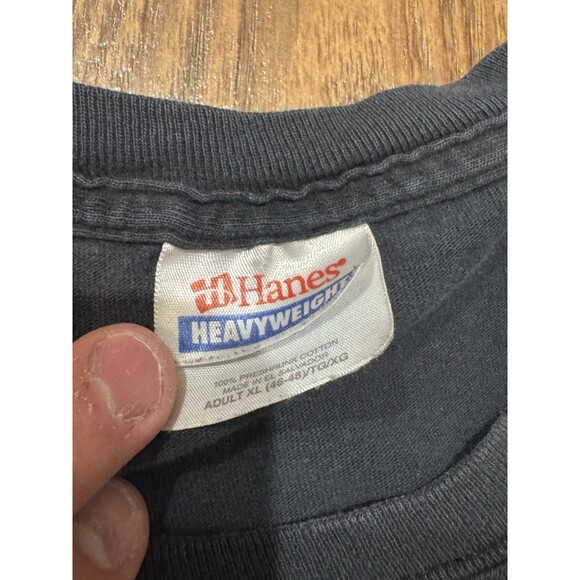 Hanes
HEAVYWEIGHT
100% PRESHRUNK COTTON
MADE IN EL SALVADOR
ADULT XL (46-48)/TG/XG